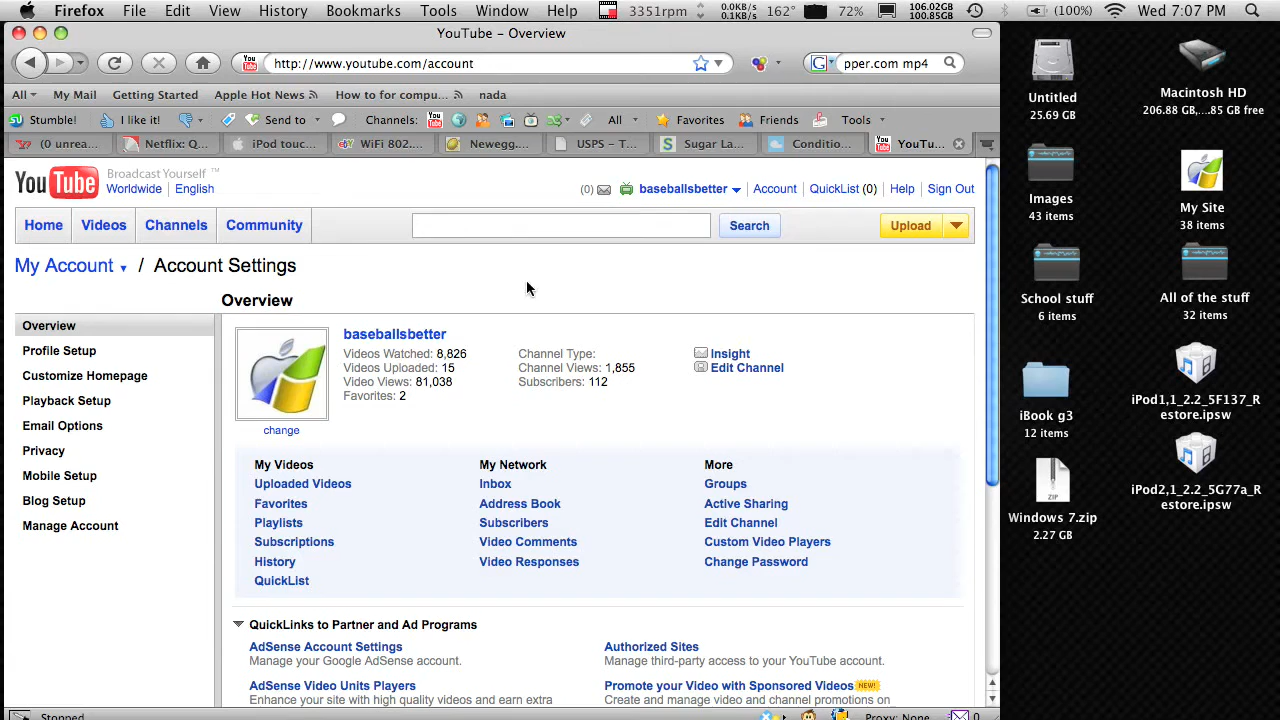 Firefox File Edit View History Bookmarks Tools Window Help 3351rpm 0.0KB/s 0.1KB/s 162° 72% 106.02GB 100.85GB (100%) Wed 7:07 PM
YouTube – Overview
http://www.youtube.com/account pper.com mp4
All My Mail Getting Started Apple Hot News How to for compu... nada
Stumble! I like it! Send to Channels: All Favorites Friends Tools
(0 unrea... Netflix: Q... iPod touc... WiFi 802.... Newegg.... USPS – T... Sugar La... Conditio... YouTu...
YouTube Broadcast Yourself ™
Worldwide English
(0) baseballsbetter Account QuickList (0) Help Sign Out
Home Videos Channels Community Search Upload
My Account / Account Settings
Overview
Overview
Profile Setup
Customize Homepage
Playback Setup
Email Options
Privacy
Mobile Setup
Blog Setup
Manage Account
change
baseballsbetter
Videos Watched: 8,826
Videos Uploaded: 15
Video Views: 81,038
Favorites: 2
Channel Type:
Channel Views: 1,855
Subscribers: 112
Insight
Edit Channel
My Videos
Uploaded Videos
Favorites
Playlists
Subscriptions
History
QuickList
My Network
Inbox
Address Book
Subscribers
Video Comments
Video Responses
More
Groups
Active Sharing
Edit Channel
Custom Video Players
Change Password
QuickLinks to Partner and Ad Programs
AdSense Account Settings
Manage your Google AdSense account.
AdSense Video Units Players
Enhance your site with high quality videos and earn extra
Authorized Sites
Manage third-party access to your YouTube account.
Promote your Video with Sponsored Videos NEW!
Create and manage video and channel promotions on
Stopped Proxy: None 0
Untitled
25.69 GB
Macintosh HD
206.88 GB,...85 GB free
Images
43 items
My Site
38 items
School stuff
6 items
All of the stuff
32 items
iBook g3
12 items
iPod1,1_2.2_5F137_R
estore.ipsw
ZIP
Windows 7.zip
2.27 GB
iPod2,1_2.2_5G77a_R
estore.ipsw